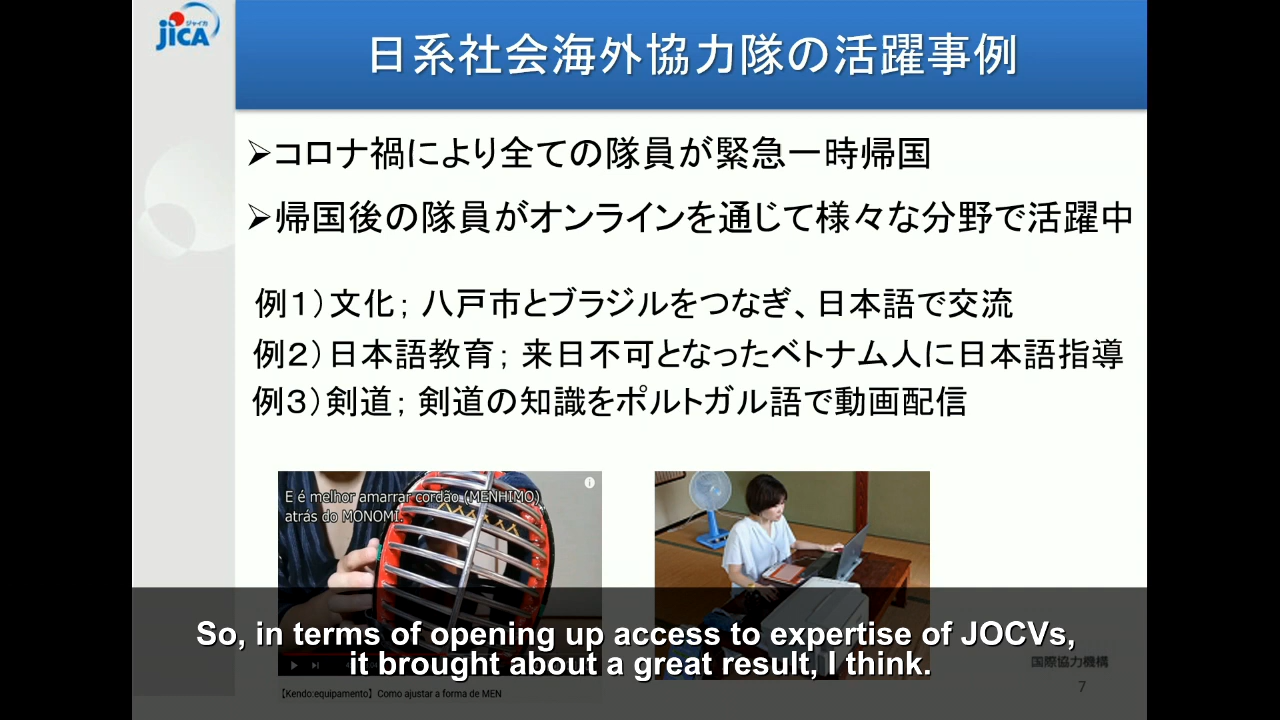 ジャイカ
JICA
日系社会海外協力隊の活躍事例
➢コロナ禍により全ての隊員が緊急一時帰国
➢帰国後の隊員がオンラインを通じて様々な分野で活躍中
例１）文化；八戸市とブラジルをつなぎ、日本語で交流
例２）日本語教育；来日不可となったベトナム人に日本語指導
例３）剣道；剣道の知識をポルトガル語で動画配信
E é melhor amarrar cordão (MENHIMO)
atrás do MONOMI.
So, in terms of opening up access to expertise of JOCVs,
it brought about a great result, I think.
国際協力機構
7
【Kendo:equipamento】Como ajustar a forma de MEN